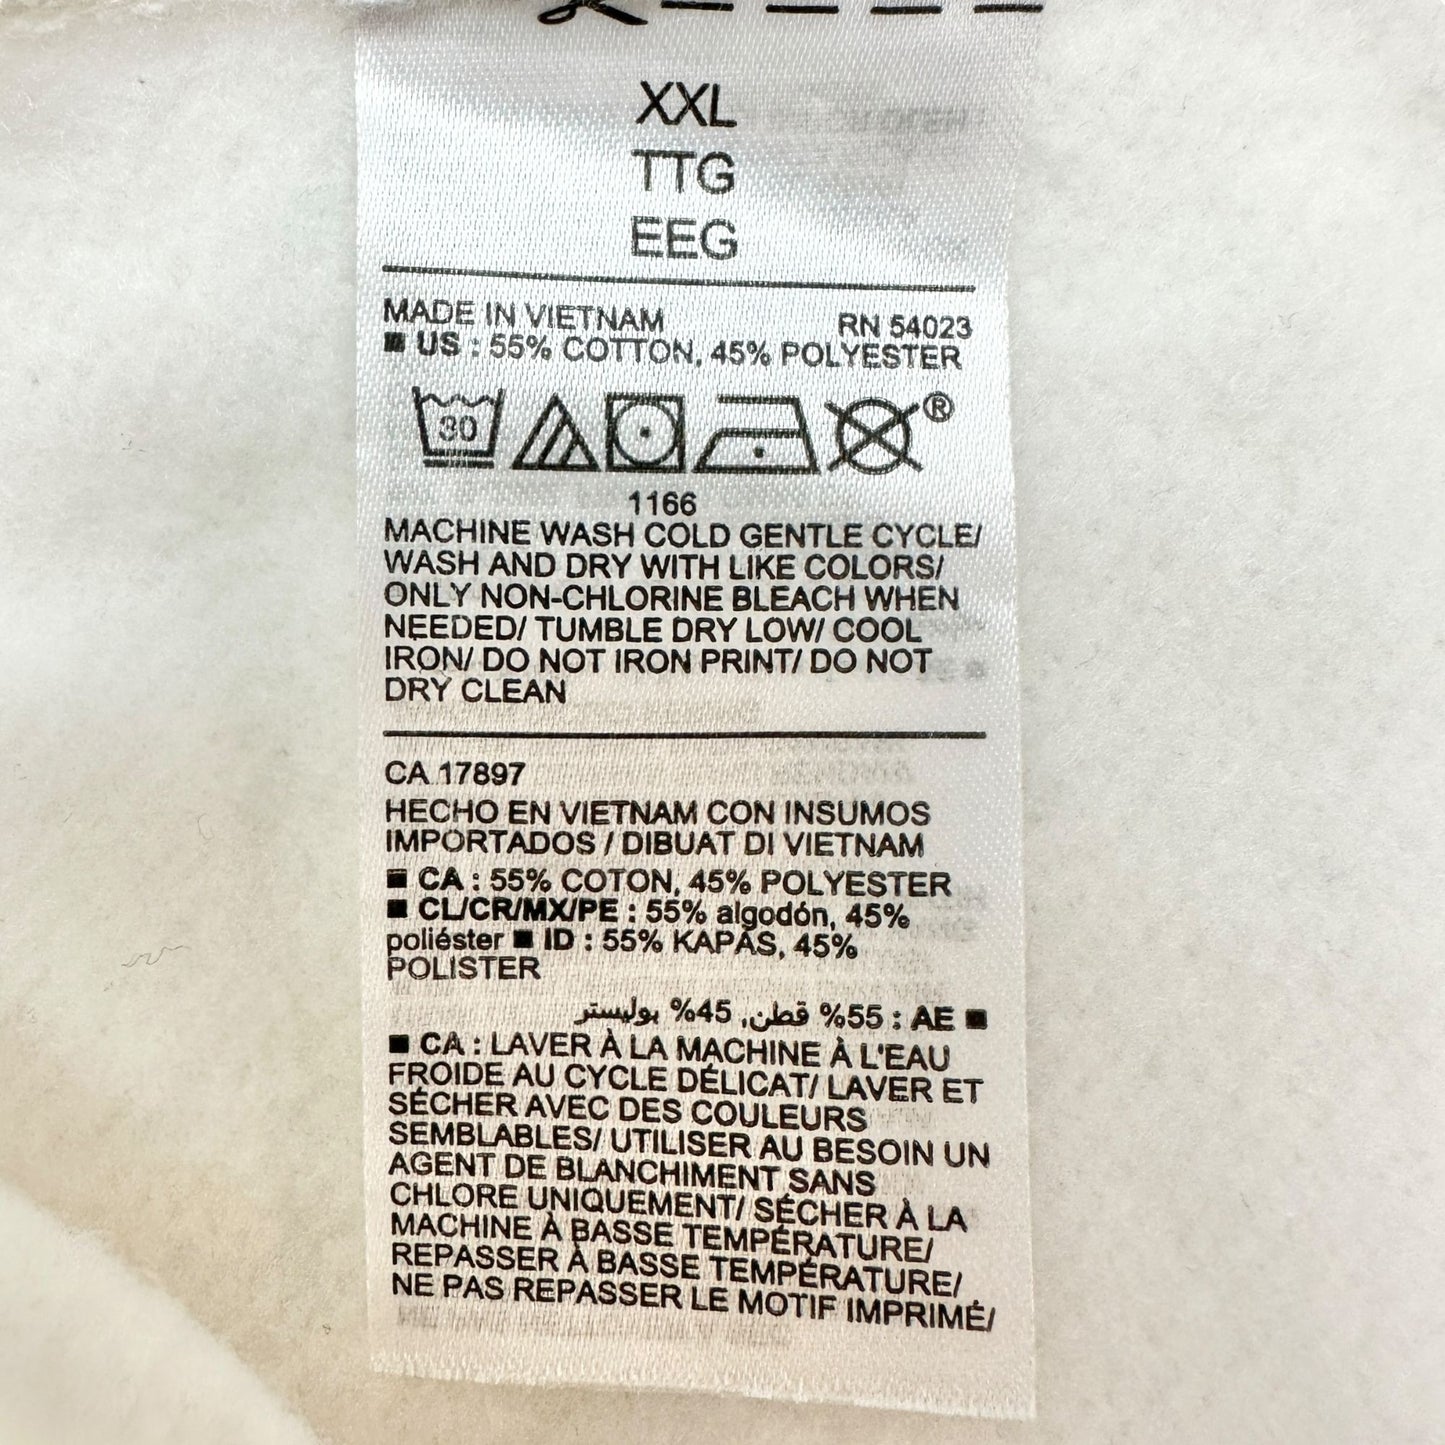 XXL
TTG
EEG
MADE IN VIETNAM RN 54023
■ US : 55% COTTON, 45% POLYESTER
30 ®
1166
MACHINE WASH COLD GENTLE CYCLE/
WASH AND DRY WITH LIKE COLORS/
ONLY NON-CHLORINE BLEACH WHEN
NEEDED/ TUMBLE DRY LOW/ COOL
IRON/ DO NOT IRON PRINT/ DO NOT
DRY CLEAN
CA 17897
HECHO EN VIETNAM CON INSUMOS
IMPORTADOS / DIBUAT DI VIETNAM
■ CA : 55% COTON, 45% POLYESTER
■ CL/CR/MX/PE : 55% algodón, 45%
poliéster ■ ID : 55% KAPAS, 45%
POLISTER
■ AE : 55% قطن, 45% بوليستر
■ CA : LAVER À LA MACHINE À L'EAU
FROIDE AU CYCLE DÉLICAT/ LAVER ET
SÉCHER AVEC DES COULEURS
SEMBLABLES/ UTILISER AU BESOIN UN
AGENT DE BLANCHIMENT SANS
CHLORE UNIQUEMENT/ SÉCHER À LA
MACHINE À BASSE TEMPÉRATURE/
REPASSER À BASSE TEMPÉRATURE/
NE PAS REPASSER LE MOTIF IMPRIMÉ/